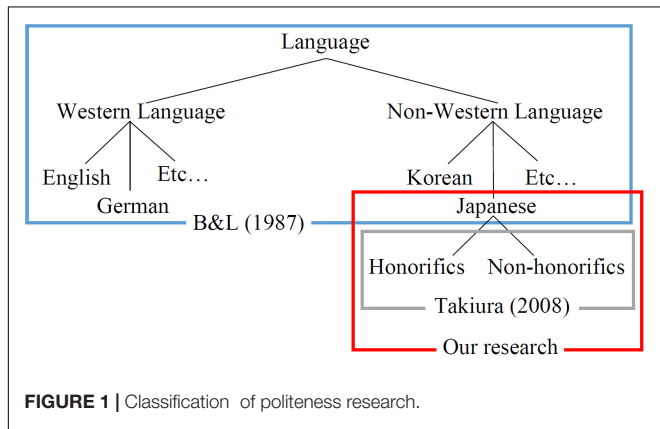 Language
Western Language Non-Western Language
English Etc... Korean Etc...
German Japanese
B&L (1987)
Honorifics Non-honorifics
Takiura (2008)
Our research
FIGURE 1 | Classification of politeness research.